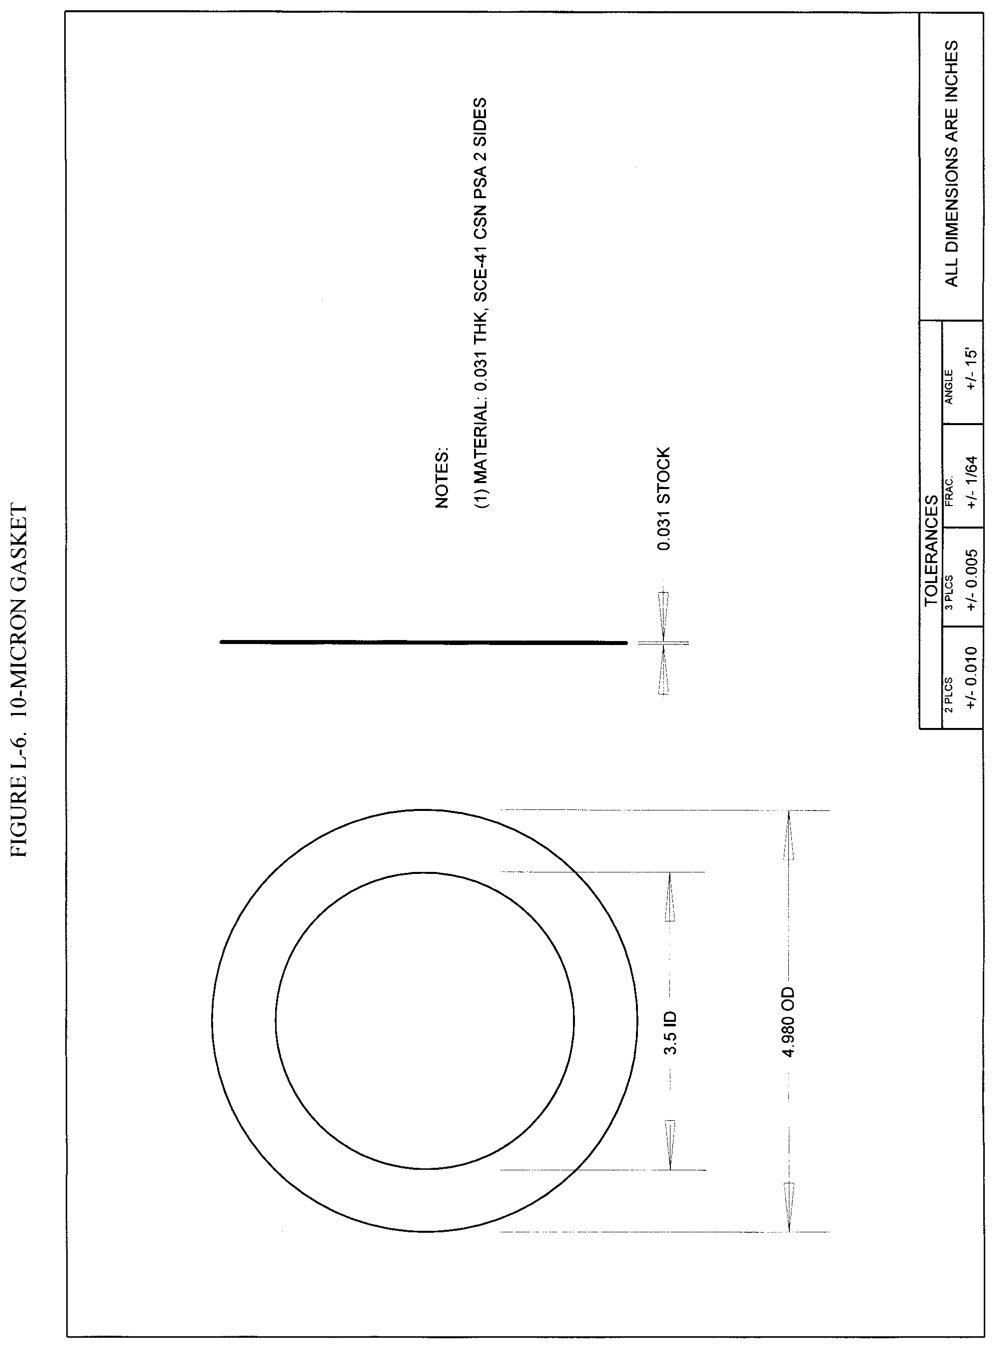 FIGURE L-6. 10-MICRON GASKET
NOTES:
(1) MATERIAL: 0.031 THK, SCE-41 CSN PSA 2 SIDES
0.031 STOCK
3.5 ID
4.980 OD
TOLERANCES
2 PLCS
+/- 0.010
3 PLCS
+/- 0.005
FRAC.
+/- 1/64
ANGLE
+/- 15'
ALL DIMENSIONS ARE INCHES